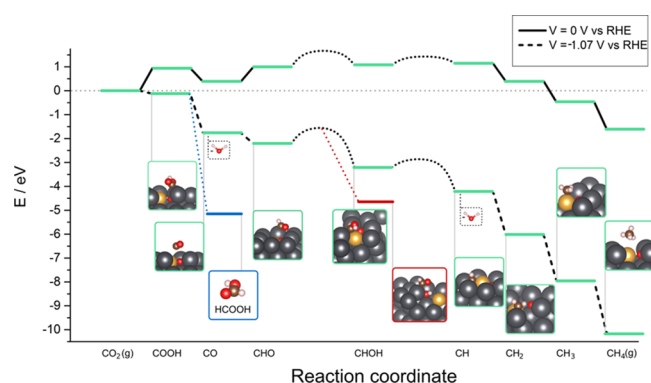 V = 0 V vs RHE
V =-1.07 V vs RHE
E / eV
1
0
-1
-2
-3
-4
-5
-6
-7
-8
-9
-10
HCOOH
CO2(g)
COOH
CO
CHO
CHOH
CH
CH2
CH3
CH4(g)
Reaction coordinate